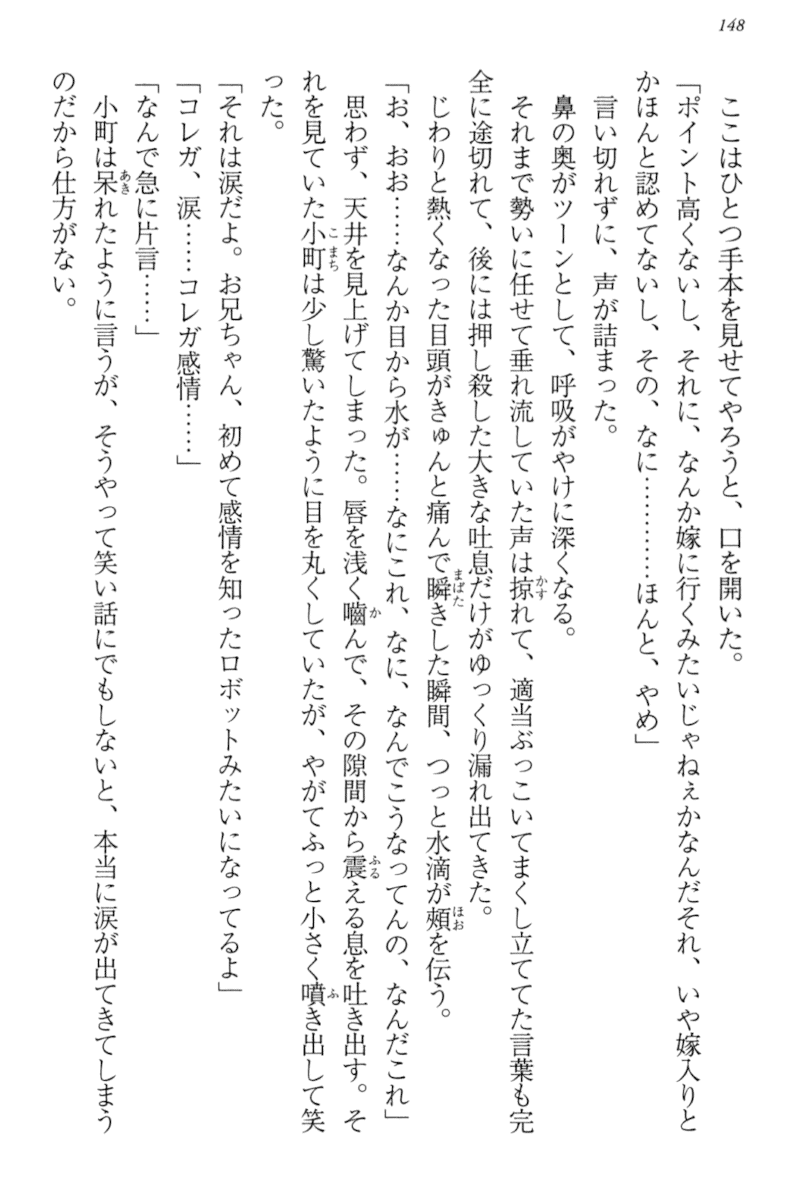 148
ここはひとつ手本を見せてやろうと、口を開いた。
「ポイント高くないし、それに、なんか嫁に行くみたいじゃねぇかなんだそれ、いや嫁入りと
かほんと認めてないし、その、なに…………ほんと、やめ」
言い切れずに、声が詰まった。
鼻の奥がツーンとして、呼吸がやけに深くなる。
それまで勢いに任せて垂れ流していた声は掠れて、適当ぶっこいてまくし立ててた言葉も完
全に途切れて、後には押し殺した大きな吐息だけがゆっくり漏れ出てきた。
じわりと熱くなった目頭がきゅんと痛んで瞬きした瞬間、つっと水滴が頰を伝う。
「お、おお……なんか目から水が……なにこれ、なに、なんでこうなってんの、なんだこれ」
思わず、天井を見上げてしまった。唇を浅く嚙んで、その隙間から震える息を吐き出す。そ
れを見ていた小町は少し驚いたように目を丸くしていたが、やがてふっと小さく噴き出して笑
った。
「それは涙だよ。お兄ちゃん、初めて感情を知ったロボットみたいになってるよ」
「コレガ、涙……コレガ感情……」
「なんで急に片言……」
小町は呆れたように言うが、そうやって笑い話にでもしないと、本当に涙が出てきてしまう
のだから仕方がない。